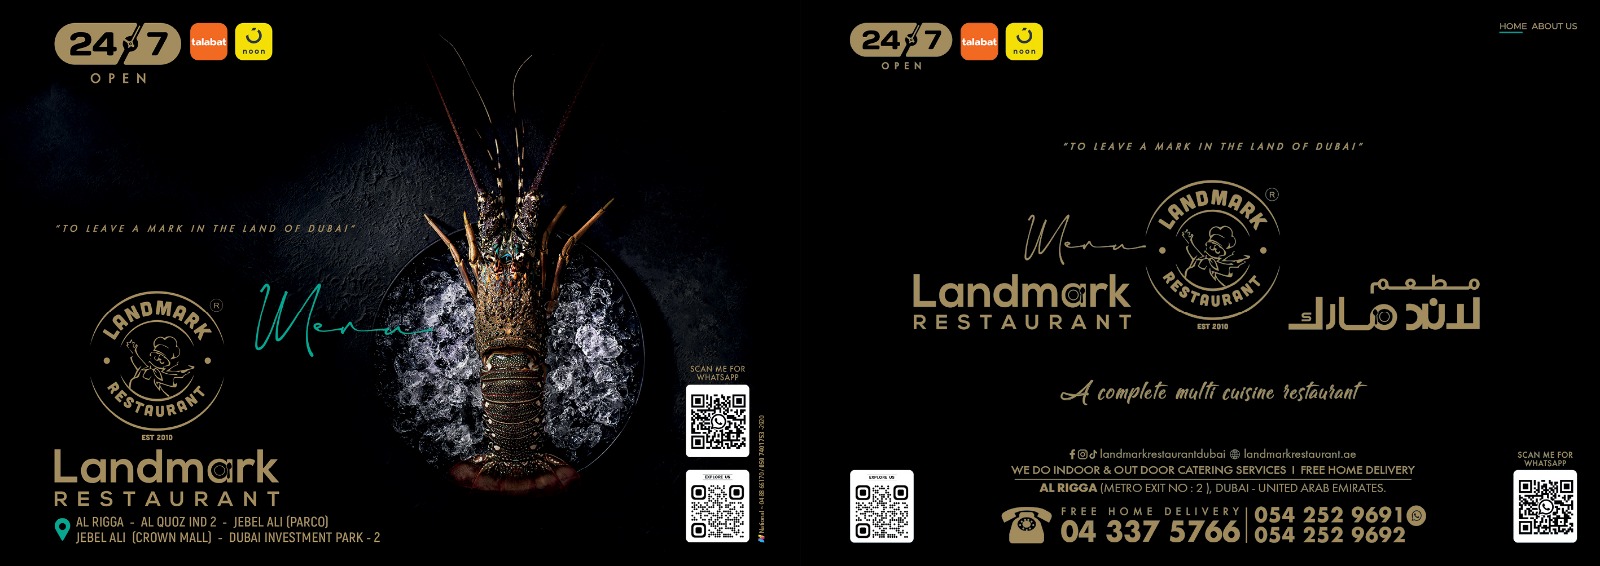 24 7
OPEN
talabat
noon
"TO LEAVE A MARK IN THE LAND OF DUBAI"
LANDMARK
RESTAURANT
®
EST 2010
Menu
Landmark
RESTAURANT
AL RIGGA - AL QUOZ IND 2 - JEBEL ALI (PARCO)
JEBEL ALI (CROWN MALL) - DUBAI INVESTMENT PARK - 2
SCAN ME FOR
WHATSAPP
EXPLORE US
24 7
OPEN
talabat
noon
HOME ABOUT US
"TO LEAVE A MARK IN THE LAND OF DUBAI"
Menu
LANDMARK
RESTAURANT
®
EST 2010
Landmark
RESTAURANT
مطعم
لاند مارك
A complete multi cuisine restaurant
landmarkrestaurantdubai landmarkrestaurant.ae
WE DO INDOOR & OUT DOOR CATERING SERVICES I FREE HOME DELIVERY
AL RIGGA (METRO EXIT NO : 2 ), DUBAI - UNITED ARAB EMIRATES.
FREE HOME DELIVERY
04 337 5766
054 252 9691
054 252 9692
EXPLORE US
SCAN ME FOR
WHATSAPP